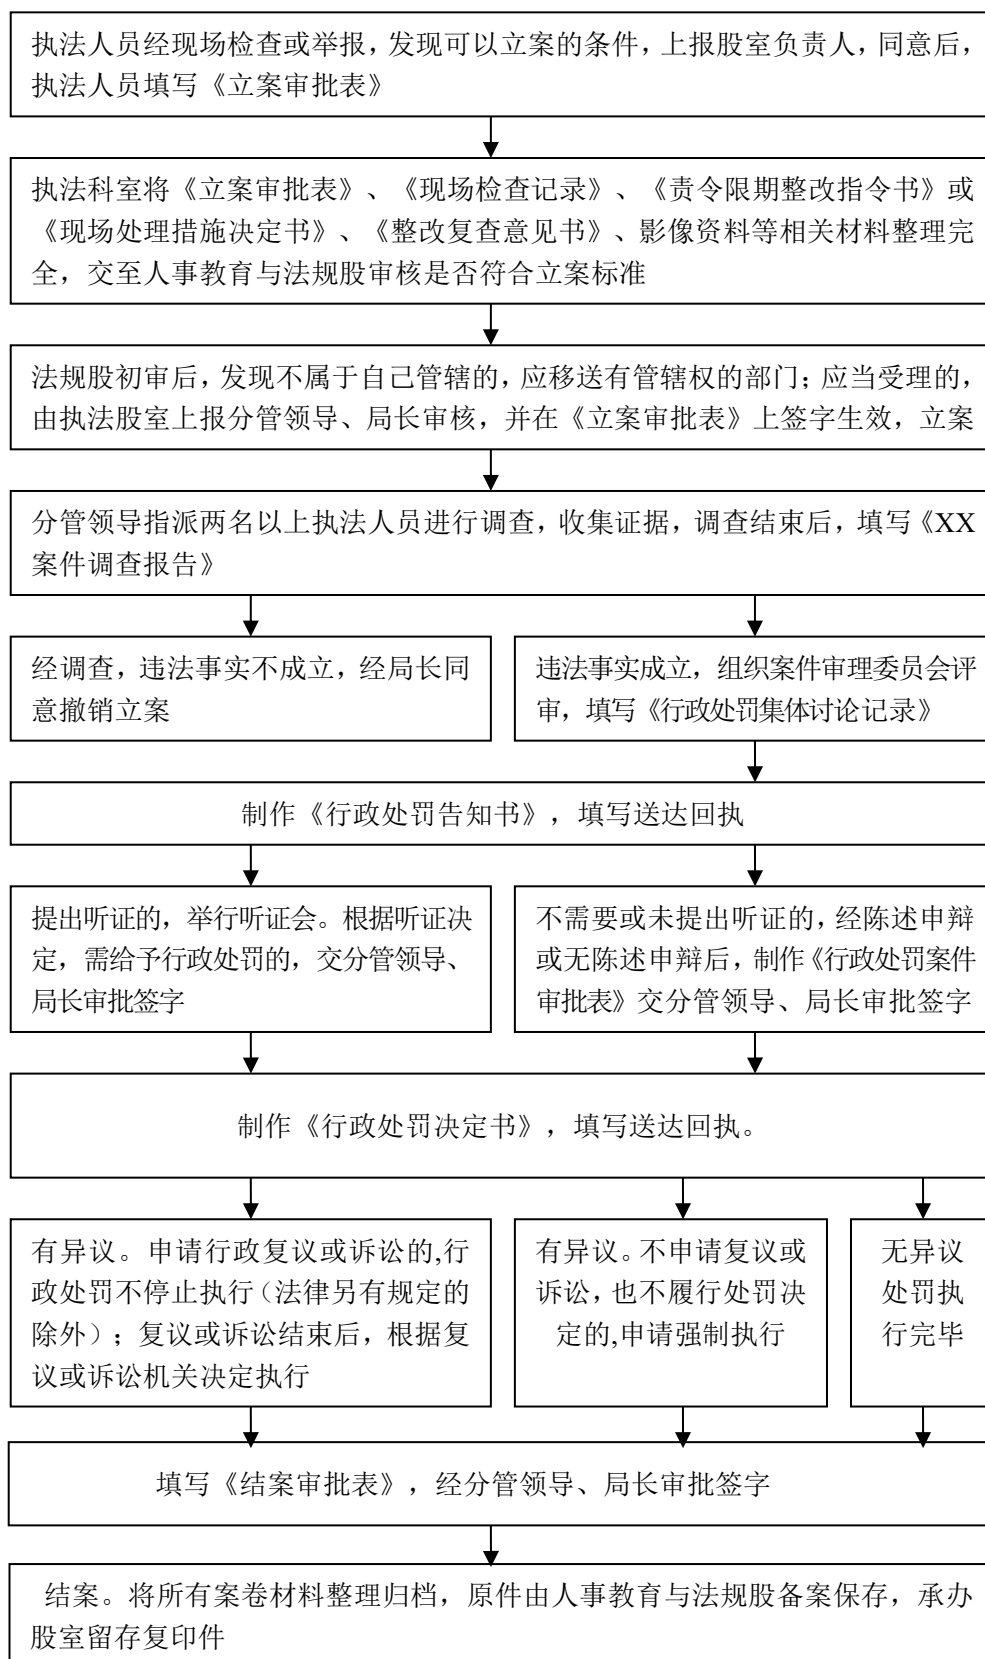 执法人员经现场检查或举报，发现可以立案的条件，上报股室负责人，同意后，
执法人员填写《立案审批表》
执法科室将《立案审批表》、《现场检查记录》、《责令限期整改指令书》或
《现场处理措施决定书》、《整改复查意见书》、影像资料等相关材料整理完
全，交至人事教育与法规股审核是否符合立案标准
法规股初审后，发现不属于自己管辖的，应移送有管辖权的部门；应当受理的，
由执法股室上报分管领导、局长审核，并在《立案审批表》上签字生效，立案
分管领导指派两名以上执法人员进行调查，收集证据，调查结束后，填写《XX
案件调查报告》
经调查，违法事实不成立，经局长同
意撤销立案
违法事实成立，组织案件审理委员会评
审，填写《行政处罚集体讨论记录》
制作《行政处罚告知书》，填写送达回执
提出听证的，举行听证会。根据听证决
定，需给予行政处罚的，交分管领导、
局长审批签字
不需要或未提出听证的，经陈述申辩
或无陈述申辩后，制作《行政处罚案件
审批表》交分管领导、局长审批签字
制作《行政处罚决定书》，填写送达回执。
有异议。申请行政复议或诉讼的,行
政处罚不停止执行（法律另有规定的
除外）；复议或诉讼结束后，根据复
议或诉讼机关决定执行
有异议。不申请复议或
诉讼，也不履行处罚决
定的,申请强制执行
无异议
处罚执
行完毕
填写《结案审批表》，经分管领导、局长审批签字
结案。将所有案卷材料整理归档，原件由人事教育与法规股备案保存，承办
股室留存复印件